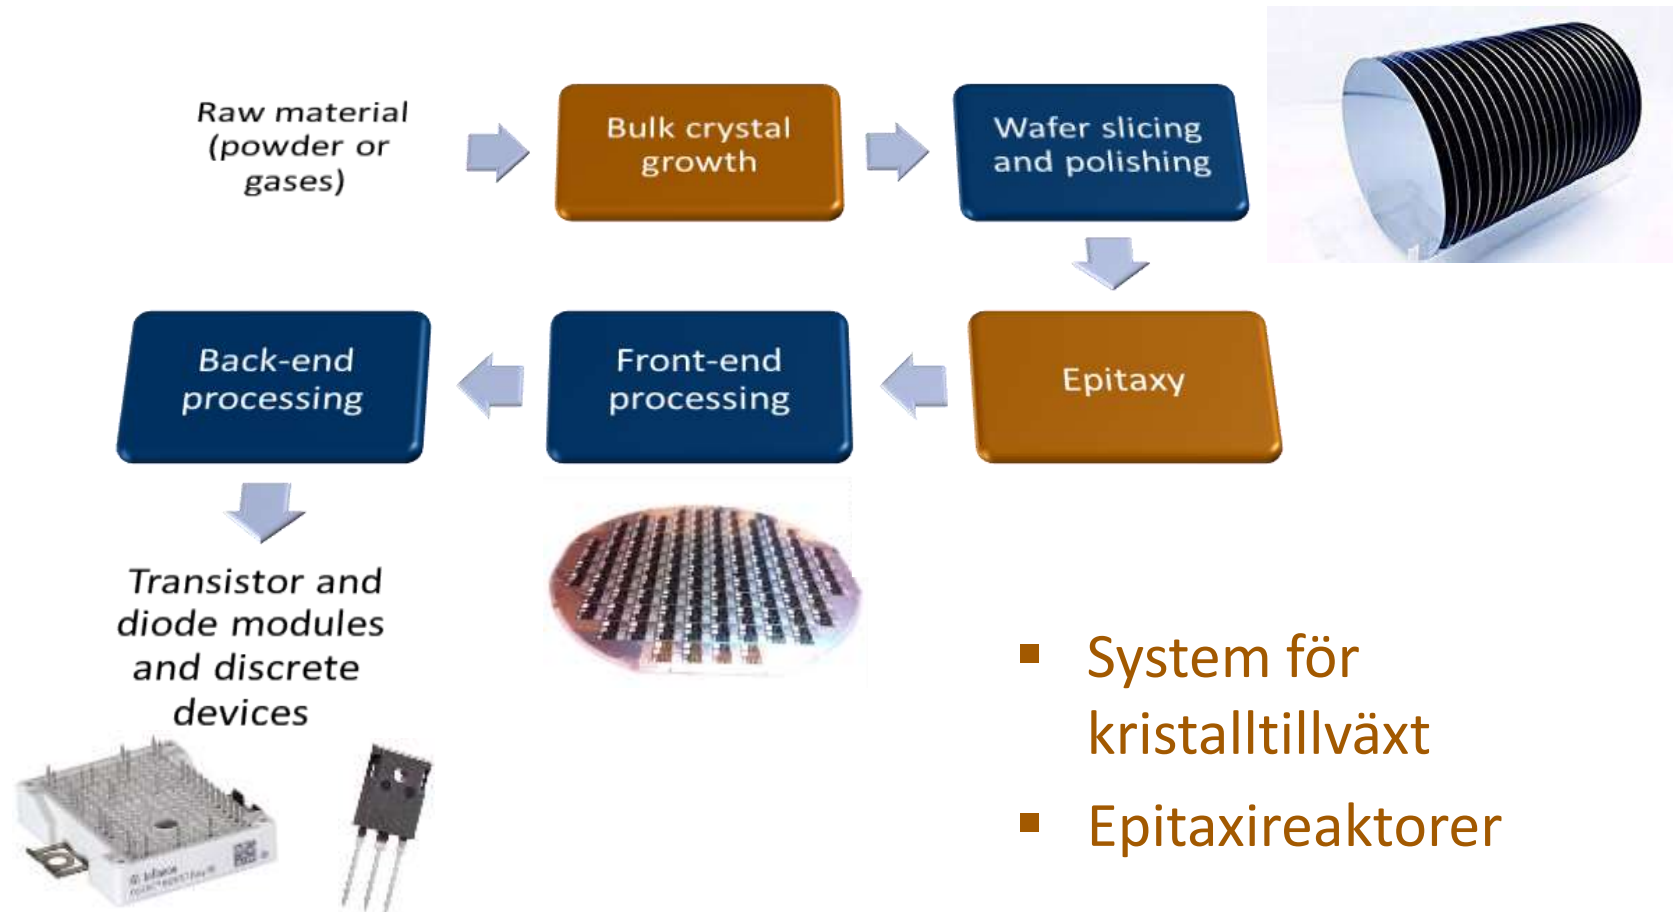 Raw material
(powder or
gases)
Bulk crystal
growth
Wafer slicing
and polishing
Back-end
processing
Front-end
processing
Epitaxy
Transistor and
diode modules
and discrete
devices
Infineon
▪ System för
kristalltillväxt
▪ Epitaxireaktorer